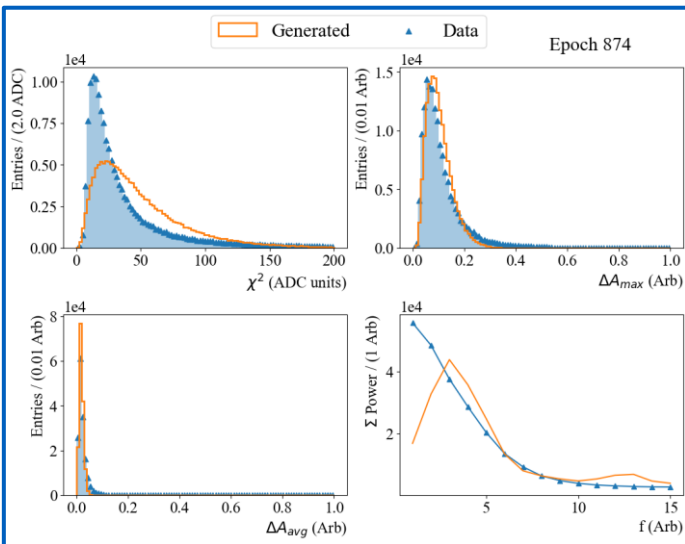 Generated Data
Epoch 874
1e4
Entries / (2.0 ADC)
1.00
0.75
0.50
0.25
0.00
0 50 100 150 200
χ² (ADC units)
1e4
Entries / (0.01 Arb)
1.5
1.0
0.5
0.0
0.0 0.2 0.4 0.6 0.8 1.0
ΔA_max (Arb)
1e4
Entries / (0.01 Arb)
8
6
4
2
0
0.0 0.2 0.4 0.6 0.8 1.0
ΔA_avg (Arb)
1e4
Σ Power / (1 Arb)
4
2
5 10 15
f (Arb)